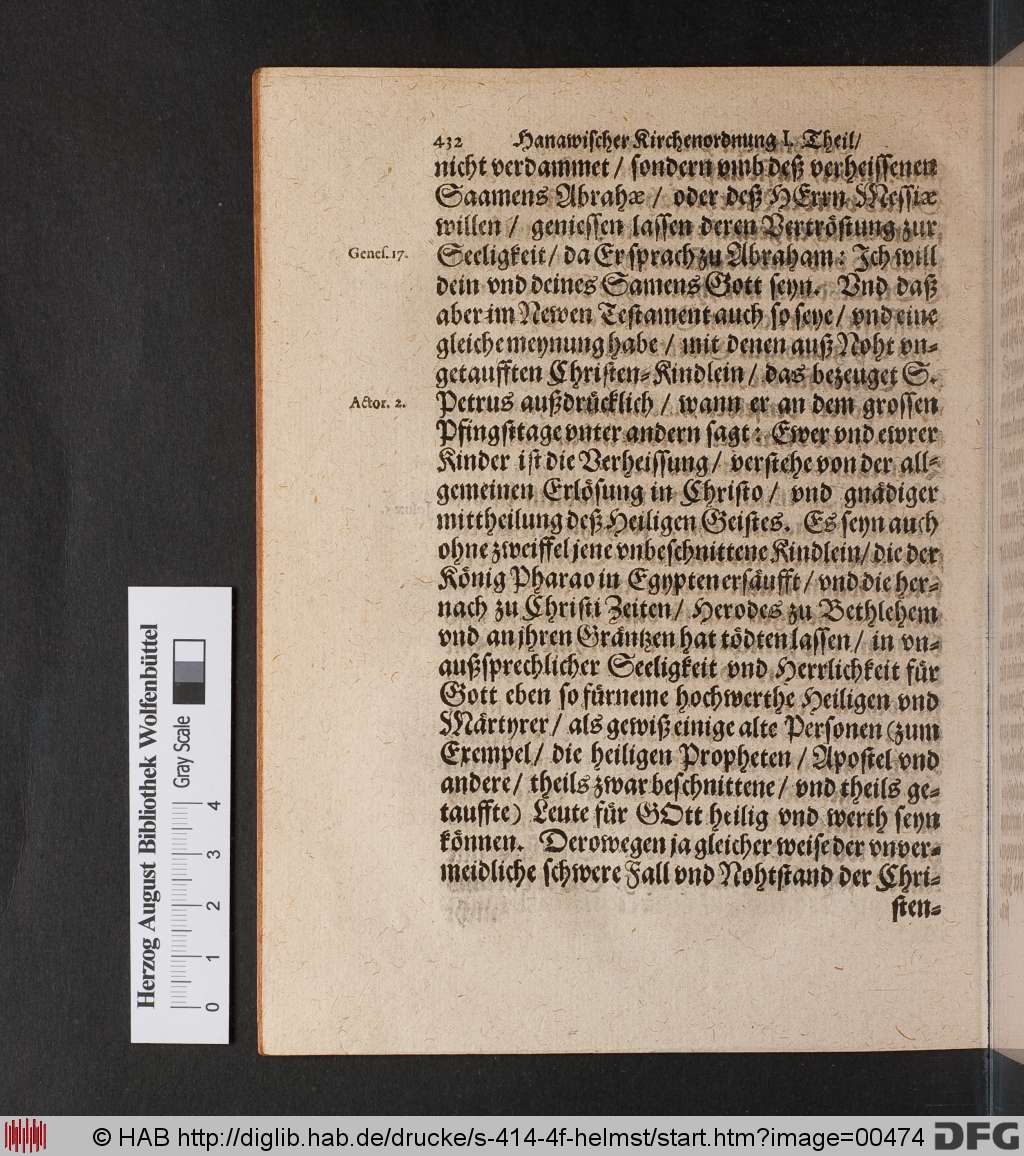 432 Hanawischer Kirchenordnung I. Theil/
nicht verdammet / sondern vmb deß verheissenen
Saamens Abrahæ / oder deß HErrn Messiæ
willen / geniessen lassen deren Vertröstung zur
Genes. 17.
Seeligkeit / da Er sprach zu Abraham: Jch will
dein vnd deines Samens Gott seyn. Vnd daß
aber im Newen Testament auch so seye / vnd eine
gleiche meynung habe / mit denen auß Noht vn-
getaufften Christen-Kindlein / das bezeuget S.
Actor. 2.
Petrus außdrücklich / wann er an dem grossen
Pfingsttage vnter andern sagt: Ewer vnd ewrer
Kinder ist die Verheissung / verstehe von der all-
gemeinen Erlösung in Christo / vnd gnädiger
mittheilung deß Heiligen Geistes. Es seyn auch
ohne zweiffel jene vnbeschnittene Kindlein / die der
König Pharao in Egypten ersäufft / vnd die her-
nach zu Christi Zeiten / Herodes zu Bethlehem
vnd an jhren Gräntzen hat tödten lassen / in vn-
außsprechlicher Seeligkeit vnd Herrlichkeit für
Gott eben so fürneme hochwerthe Heiligen vnd
Märtyrer / als gewiß einige alte Personen (zum
Exempel / die heiligen Propheten / Apostel vnd
andere / theils zwar beschnittene / vnd theils ge-
tauffte) Leute für GOtt heilig vnd werth seyn
können. Derowegen ja gleicher weise der vnver-
meidliche schwere Fall vnd Nohtstand der Chri-
sten-
Herzog August Bibliothek Wolfenbüttel
Gray Scale
0 1 2 3 4
© HAB http://diglib.hab.de/drucke/s-414-4f-helmst/start.htm?image=00474
DFG